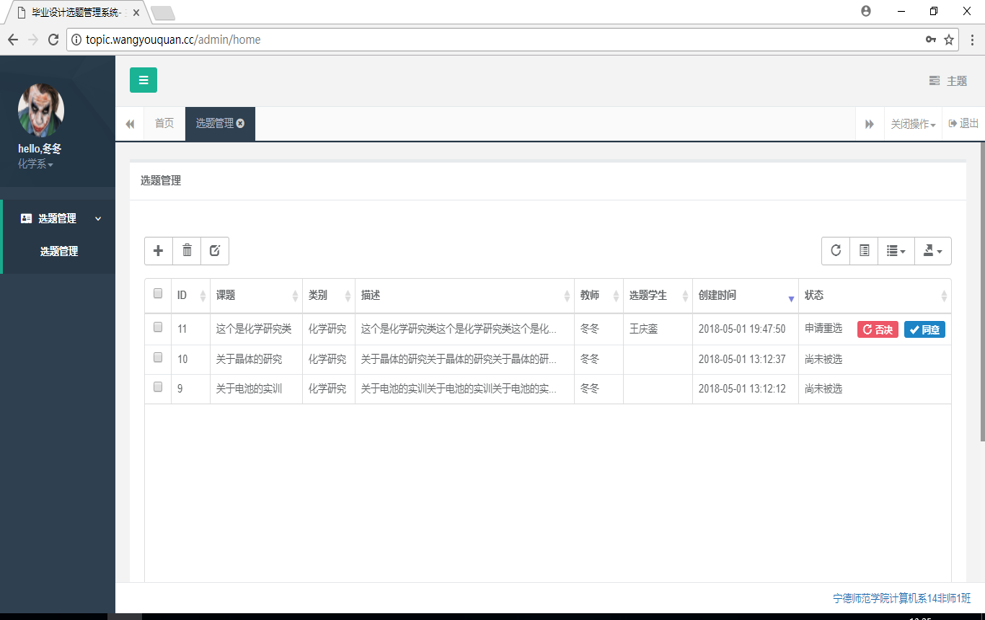 毕业设计选题管理系统-
topic.wangyouquan.cc/admin/home
主题
首页 选题管理 关闭操作 退出
hello,冬冬
化学系
选题管理
选题管理
选题管理
ID 课题 类别 描述 教师 选题学生 创建时间 状态
11 这个是化学研究类 化学研究 这个是化学研究类这个是化学研究类这个是化... 冬冬 王庆銮 2018-05-01 19:47:50 申请重选 否决 同意
10 关于晶体的研究 化学研究 关于晶体的研究关于晶体的研究关于晶体的研... 冬冬 2018-05-01 13:12:37 尚未被选
9 关于电池的实训 化学研究 关于电池的实训关于电池的实训关于电池的实... 冬冬 2018-05-01 13:12:12 尚未被选
宁德师范学院计算机系14非师1班